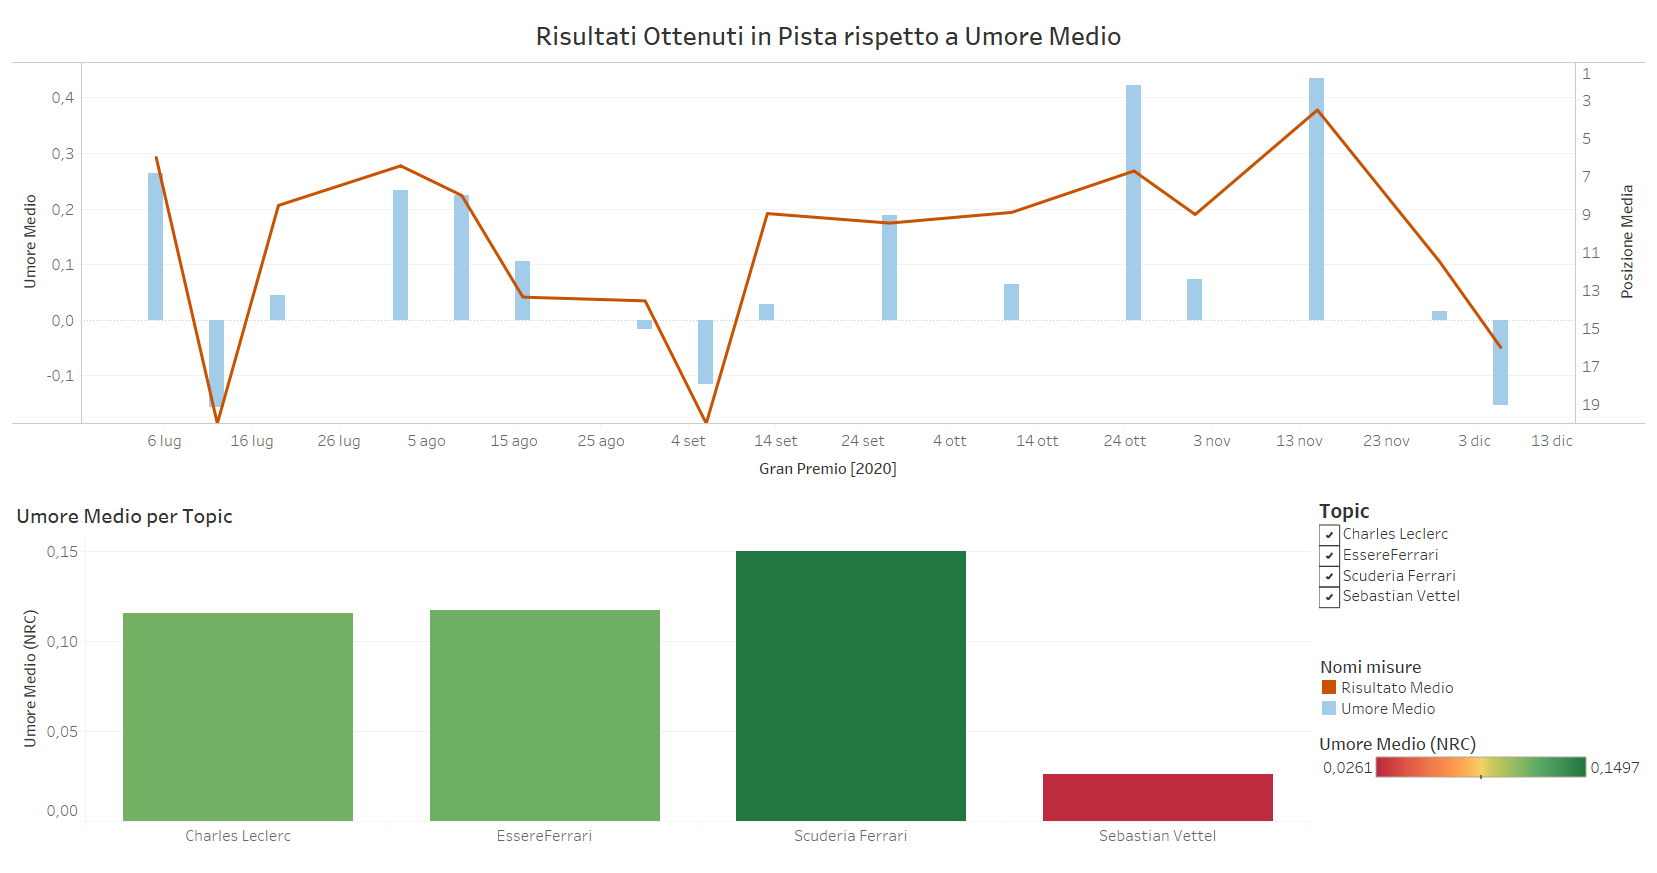 Risultati Ottenuti in Pista rispetto a Umore Medio
Umore Medio
0,4
0,3
0,2
0,1
0,0
-0,1
1
3
5
7
9
11
13
15
17
19
Posizione Media
6 lug 16 lug 26 lug 5 ago 15 ago 25 ago 4 set 14 set 24 set 4 ott 14 ott 24 ott 3 nov 13 nov 23 nov 3 dic 13 dic
Gran Premio [2020]
Umore Medio per Topic
Umore Medio (NRC)
0,15
0,10
0,05
0,00
Charles Leclerc EssereFerrari Scuderia Ferrari Sebastian Vettel
Topic
Charles Leclerc
EssereFerrari
Scuderia Ferrari
Sebastian Vettel
Nomi misure
Risultato Medio
Umore Medio
Umore Medio (NRC)
0,0261 0,1497